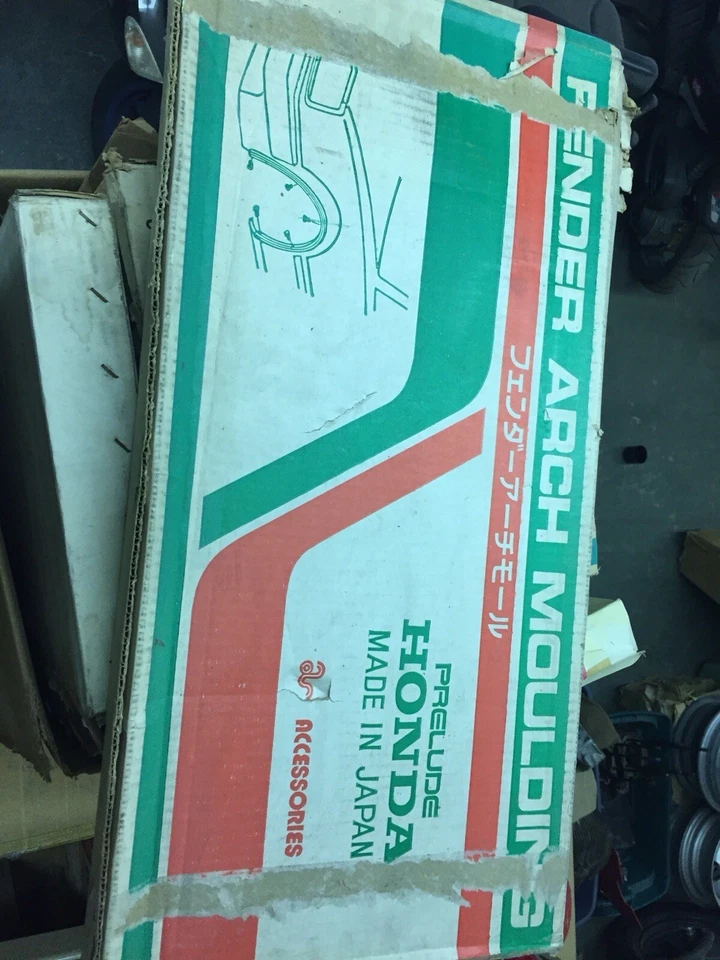 FENDER ARCH MOULDING
フェンダーアーチモール
PRELUDE
HONDA
MADE IN JAPAN
ACCESSORIES